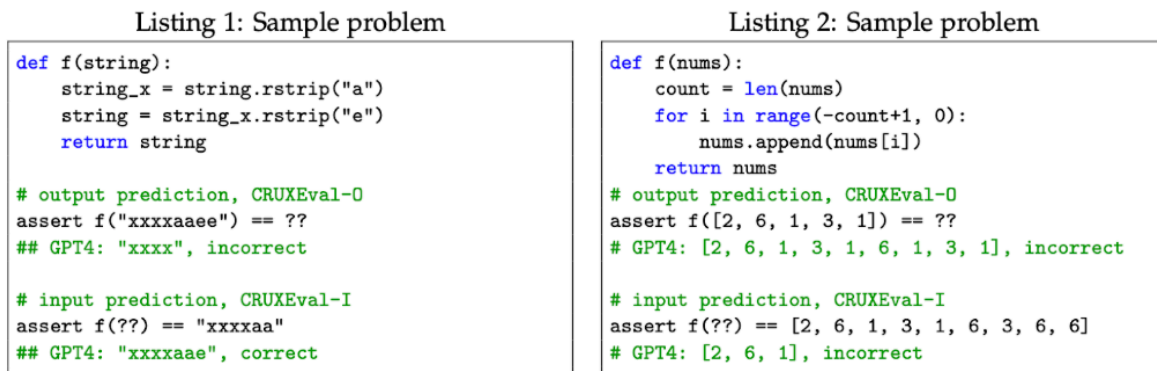 Listing 1: Sample problem
def f(string):
    string_x = string.rstrip("a")
    string = string_x.rstrip("e")
    return string

# output prediction, CRUXEval-O
assert f("xxxxaaee") == ??
## GPT4: "xxxx", incorrect

# input prediction, CRUXEval-I
assert f(??) == "xxxxaa"
## GPT4: "xxxxaae", correct

Listing 2: Sample problem
def f(nums):
    count = len(nums)
    for i in range(-count+1, 0):
        nums.append(nums[i])
    return nums
# output prediction, CRUXEval-O
assert f([2, 6, 1, 3, 1]) == ??
# GPT4: [2, 6, 1, 3, 1, 6, 1, 3, 1], incorrect

# input prediction, CRUXEval-I
assert f(??) == [2, 6, 1, 3, 1, 6, 3, 6, 6]
# GPT4: [2, 6, 1], incorrect